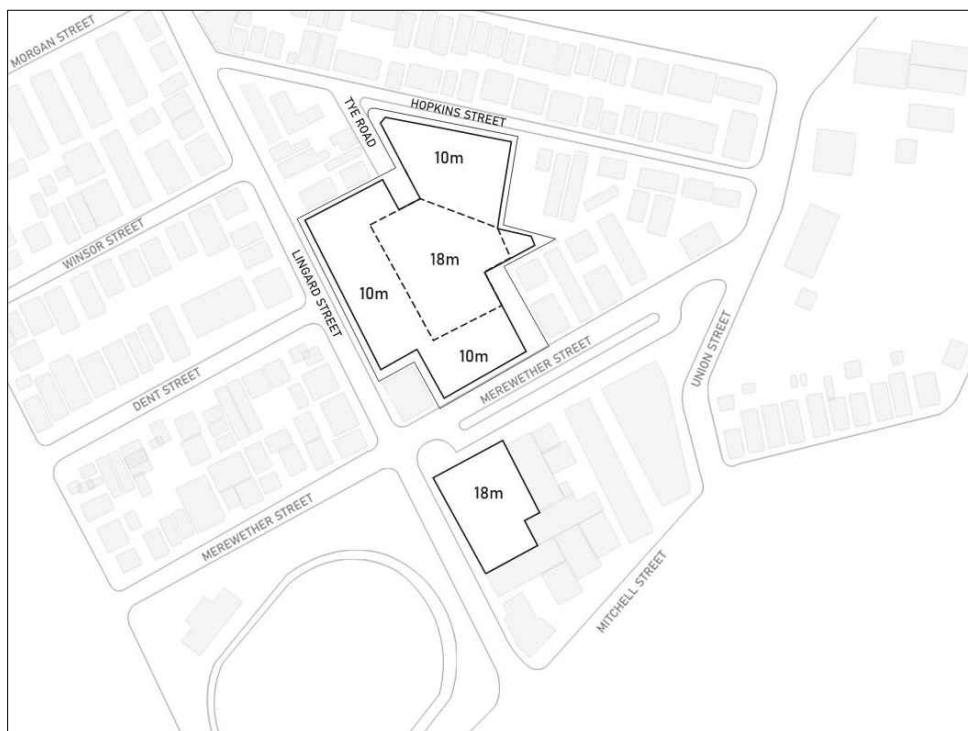 MORGAN STREET
TYE ROAD
HOPKINS STREET
10m
WINSOR STREET
18m
LINGARD STREET
10m
10m
UNION STREET
MEREWETHER STREET
DENT STREET
18m
MEREWETHER STREET
MITCHELL STREET